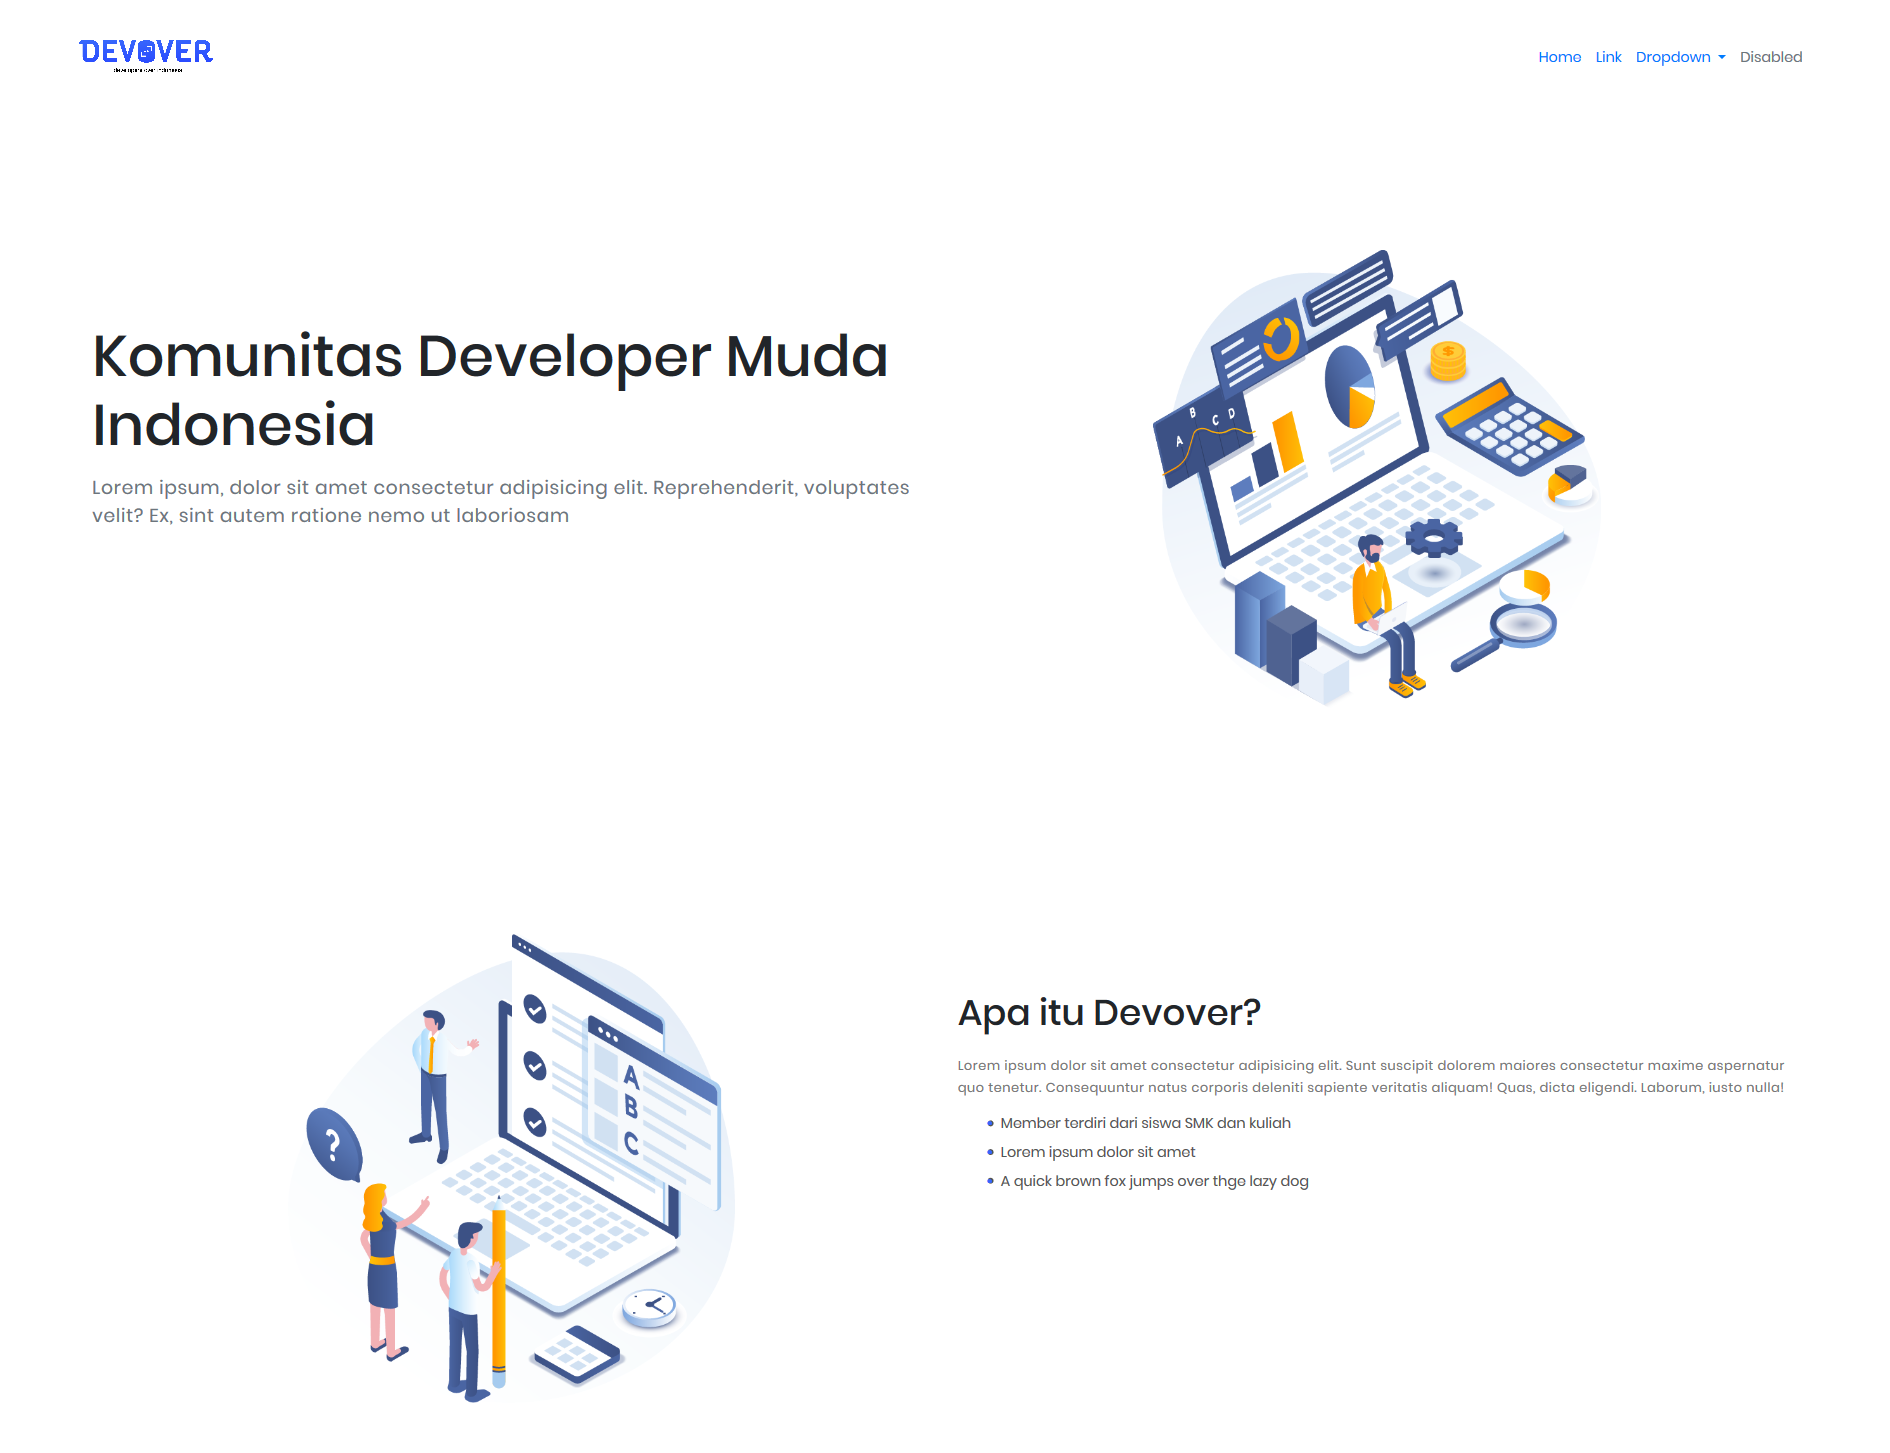 DEVOVER
Home Link Dropdown Disabled
Komunitas Developer Muda
Indonesia
Lorem ipsum, dolor sit amet consectetur adipisicing elit. Reprehenderit, voluptates
velit? Ex, sint autem ratione nemo ut laboriosam
A
B
C
D
$
A
B
C
?
Apa itu Devover?
Lorem ipsum dolor sit amet consectetur adipisicing elit. Sunt suscipit dolorem maiores consectetur maxime aspernatur
quo tenetur. Consequuntur natus corporis deleniti sapiente veritatis aliquam! Quas, dicta eligendi. Laborum, iusto nulla!
Member terdiri dari siswa SMK dan kuliah
Lorem ipsum dolor sit amet
A quick brown fox jumps over thge lazy dog